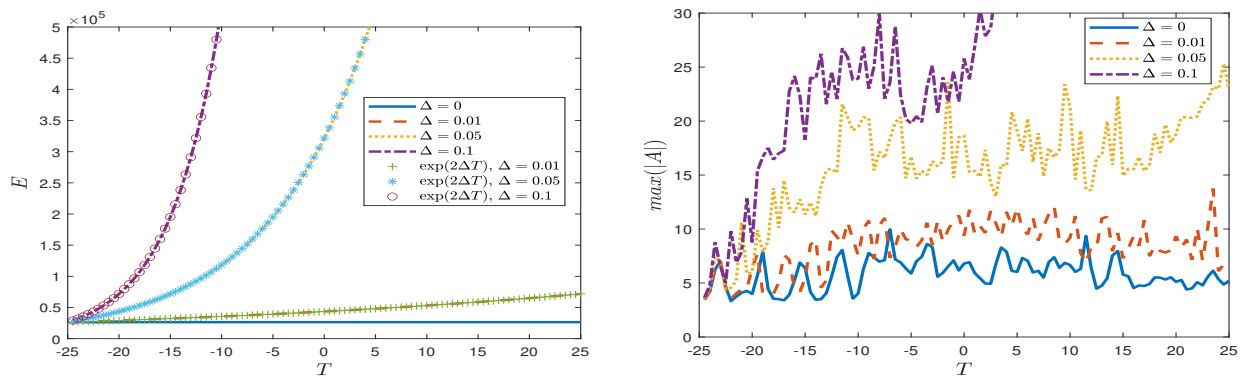 ×10⁵
5
4.5
4
3.5
3
2.5
2
1.5
1
0.5
0
E
-25 -20 -15 -10 -5 0 5 10 15 20 25
T
Δ = 0
Δ = 0.01
Δ = 0.05
Δ = 0.1
exp(2ΔT), Δ = 0.01
exp(2ΔT), Δ = 0.05
exp(2ΔT), Δ = 0.1
30
25
20
15
10
5
0
max(|A|)
-25 -20 -15 -10 -5 0 5 10 15 20 25
T
Δ = 0
Δ = 0.01
Δ = 0.05
Δ = 0.1